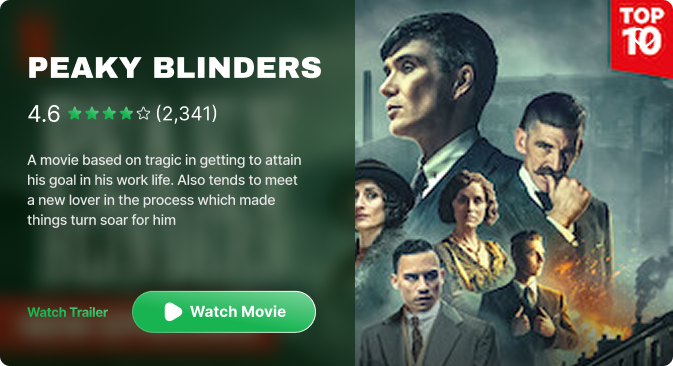 TOP
10
PEAKY BLINDERS
4.6 ★★★★☆ (2,341)
A movie based on tragic in getting to attain
his goal in his work life. Also tends to meet
a new lover in the process which made
things turn soar for him
Watch Trailer
Watch Movie